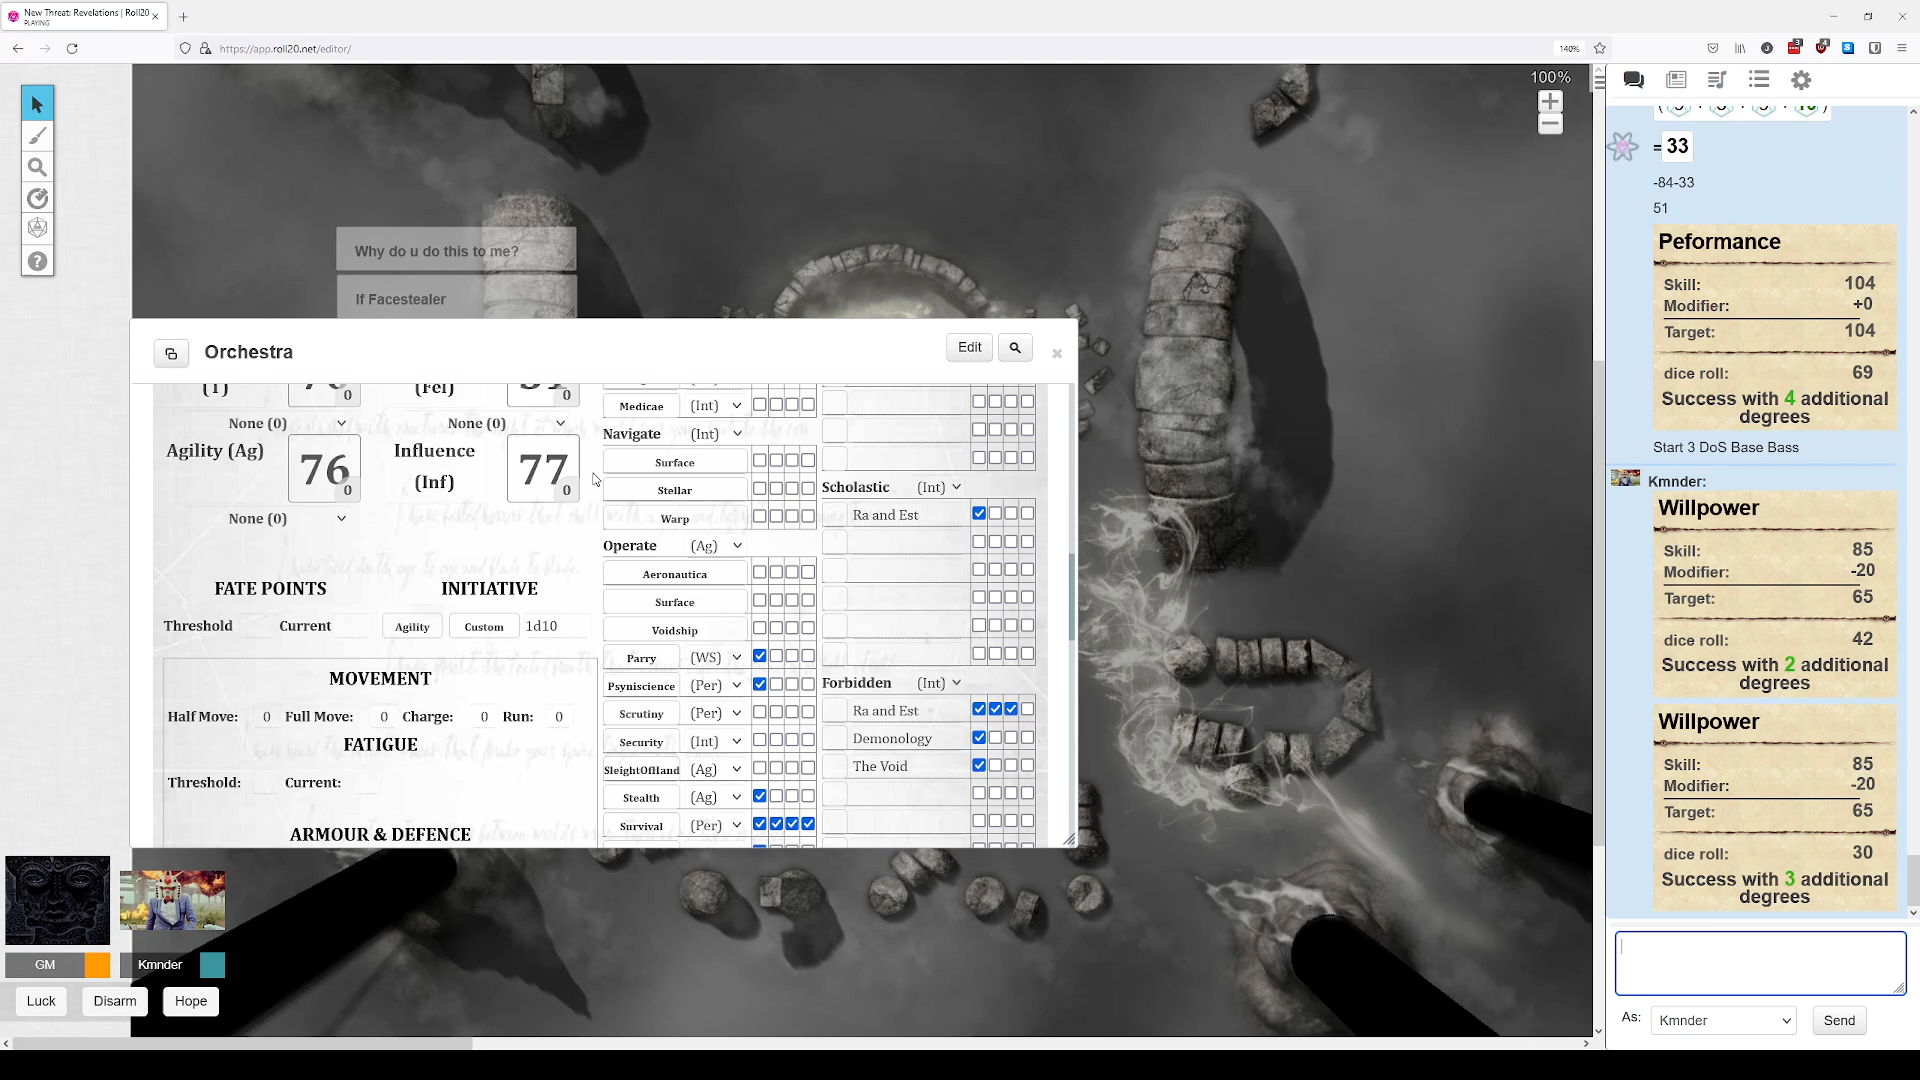 New Threat: Revelations | Roll20
PLAYING
https://app.roll20.net/editor/
140%
100%
Why do u do this to me?
If Facestealer
Orchestra
Edit
(T)
0
(Fel)
0
None (0)
None (0)
Agility (Ag)
76
0
Influence
(Inf)
77
0
None (0)
FATE POINTS
INITIATIVE
Threshold
Current
Agility
Custom
1d10
MOVEMENT
Half Move: 0 Full Move: 0 Charge: 0 Run: 0
FATIGUE
Threshold:
Current:
ARMOUR & DEFENCE
Medicae (Int)
Navigate (Int)
Surface
Stellar
Warp
Operate (Ag)
Aeronautica
Surface
Voidship
Parry (WS)
Psyniscience (Per)
Scrutiny (Per)
Security (Int)
SleightOfHand (Ag)
Stealth (Ag)
Survival (Per)
Scholastic (Int)
Ra and Est
Forbidden (Int)
Ra and Est
Demonology
The Void
GM
Kmnder
Luck
Disarm
Hope
=33
-84-33
51
Peformance
Skill: 104
Modifier: +0
Target: 104
dice roll: 69
Success with 4 additional
degrees
Start 3 DoS Base Bass
Kmnder:
Willpower
Skill: 85
Modifier: -20
Target: 65
dice roll: 42
Success with 2 additional
degrees
Willpower
Skill: 85
Modifier: -20
Target: 65
dice roll: 30
Success with 3 additional
degrees
As:
Kmnder
Send